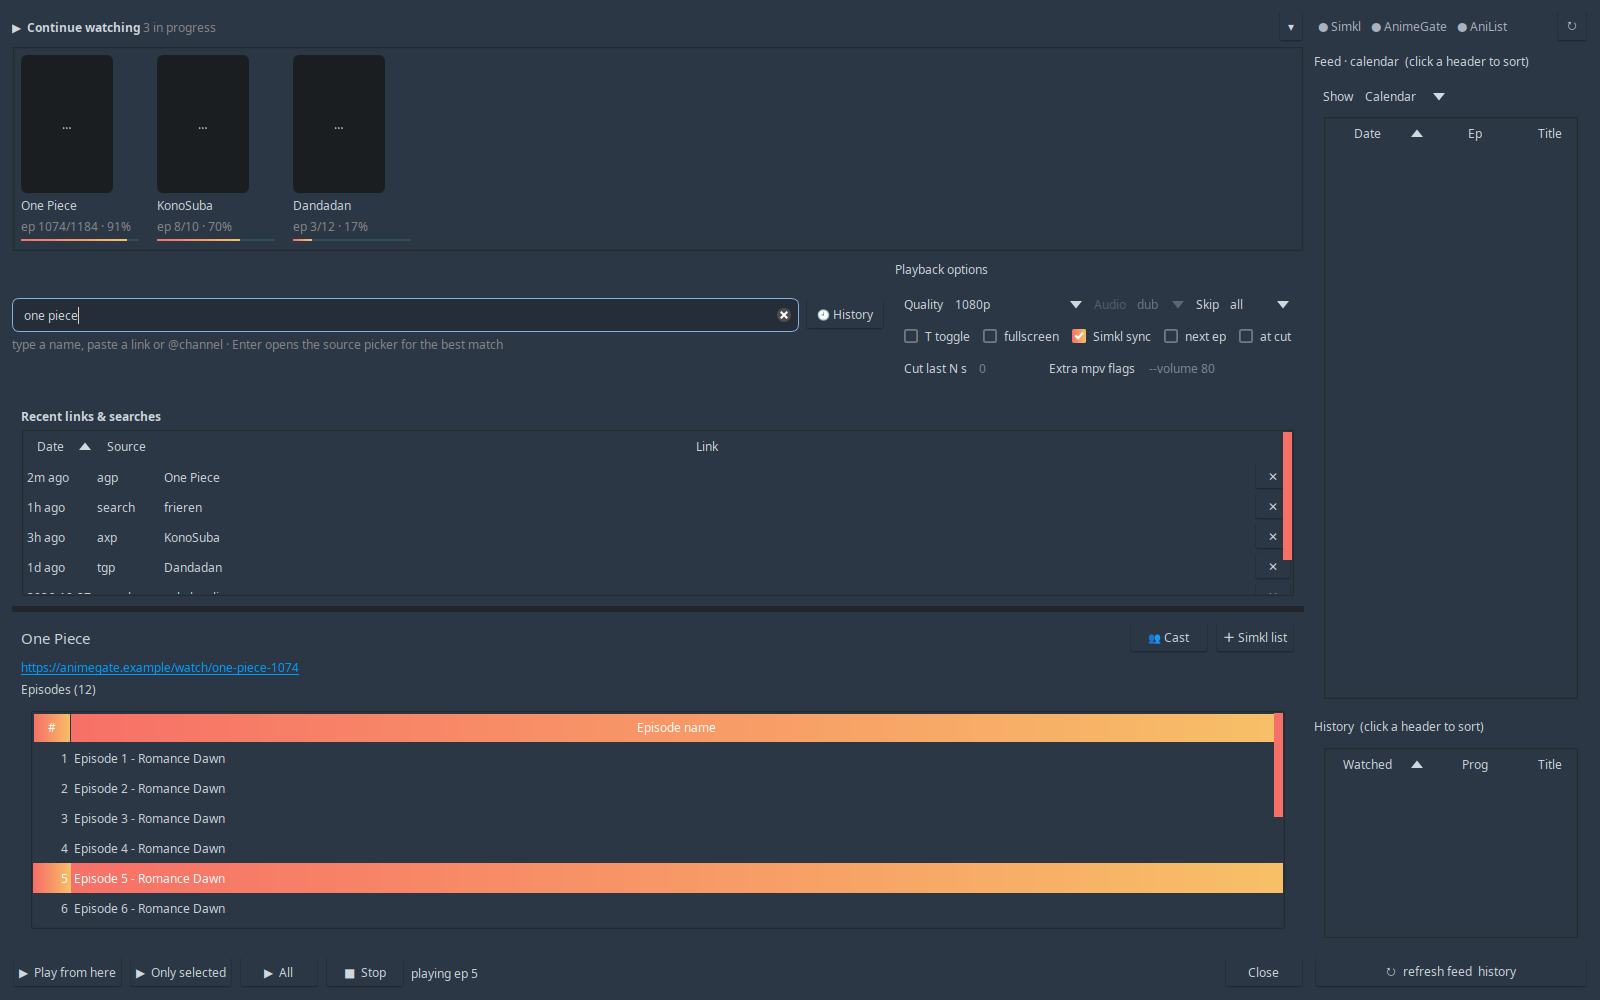 ▶ Continue watching 3 in progress ▼
...
...
...
One Piece
ep 1074/1184 · 91%
KonoSuba
ep 8/10 · 70%
Dandadan
ep 3/12 · 17%
Playback options
one piece
🕘 History
type a name, paste a link or @channel · Enter opens the source picker for the best match
Quality 1080p Audio dub Skip all
T toggle fullscreen Simkl sync next ep at cut
Cut last N s 0 Extra mpv flags --volume 80
Recent links & searches
Date Source Link
2m ago agp One Piece ×
1h ago search frieren ×
3h ago axp KonoSuba ×
1d ago tgp Dandadan ×
One Piece
👥 Cast + Simkl list
https://animegate.example/watch/one-piece-1074
Episodes (12)
# Episode name
1 Episode 1 - Romance Dawn
2 Episode 2 - Romance Dawn
3 Episode 3 - Romance Dawn
4 Episode 4 - Romance Dawn
5 Episode 5 - Romance Dawn
6 Episode 6 - Romance Dawn
▶ Play from here ▶ Only selected ▶ All ■ Stop playing ep 5 Close
● Simkl ● AnimeGate ● AniList ↻
Feed · calendar (click a header to sort)
Show Calendar
Date Ep Title
History (click a header to sort)
Watched Prog Title
↻ refresh feed history